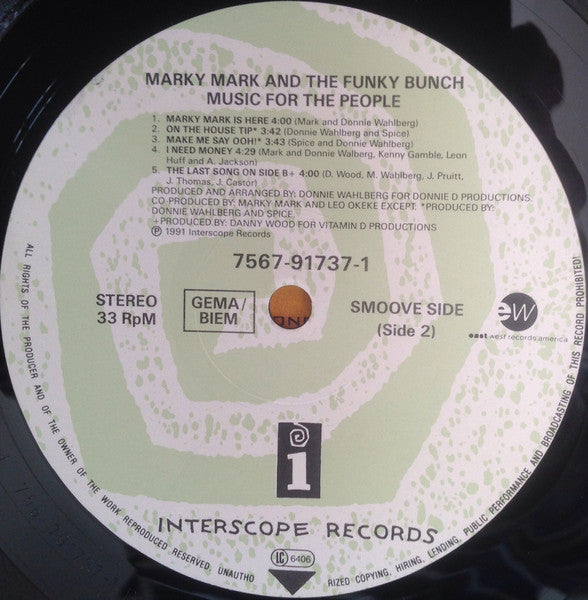 MARKY MARK AND THE FUNKY BUNCH
MUSIC FOR THE PEOPLE
1. MARKY MARK IS HERE 4:00 (Mark and Donnie Wahlberg)
2. ON THE HOUSE TIP* 3:42 (Donnie Wahlberg and Spice)
3. MAKE ME SAY OOH!* 3:43 (Spice and Donnie Wahlberg)
4. I NEED MONEY 4:29 (Mark and Donnie Walberg, Kenny Gamble, Leon
Huff and A. Jackson)
5. THE LAST SONG ON SIDE B+ 4:00 (D. Wood, M. Wahlberg, J. Pruitt,
J. Thomas, J. Castor)
PRODUCED AND ARRANGED BY: DONNIE WAHLBERG FOR DONNIE D PRODUCTIONS.
CO-PRODUCED BY: MARKY MARK AND LEO OKEKE EXCEPT: *PRODUCED BY:
DONNIE WAHLBERG AND SPICE.
+PRODUCED BY: DANNY WOOD FOR VITAMIN D PRODUCTIONS
℗ 1991 Interscope Records
7567-91737-1
STEREO
33 RpM
GEMA/
BIEM
SMOOVE SIDE
(Side 2)
ew
east west records america
i
INTERSCOPE RECORDS
LC 6406
ALL RIGHTS OF THE PRODUCER AND OF THE OWNER OF THE WORK REPRODUCED RESERVED, UNAUTHO
RIZED COPYING, HIRING, LENDING, PUBLIC PERFORMANCE AND BROADCASTING OF THIS RECORD PROHIBITED!